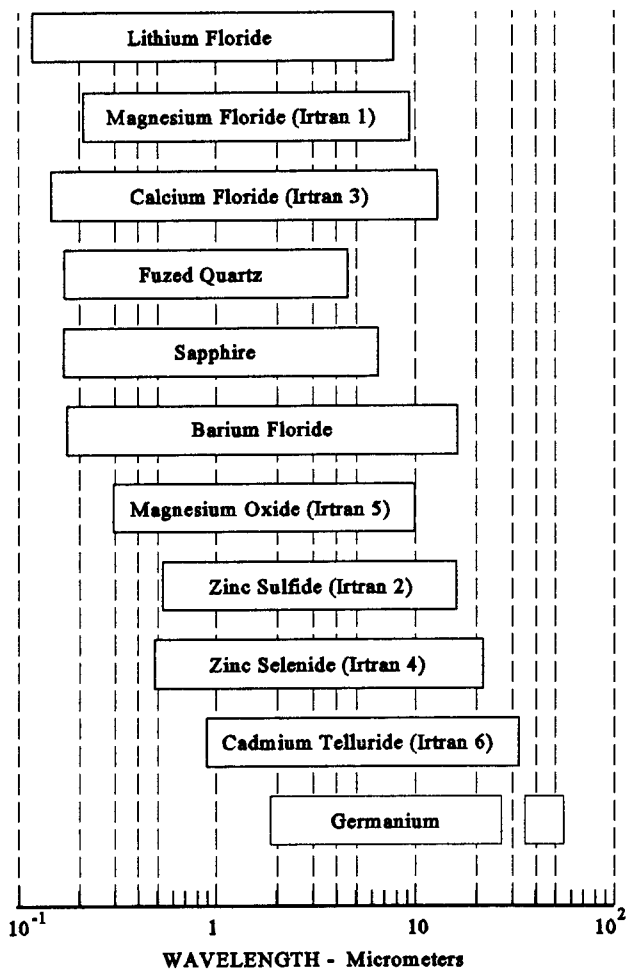 Lithium Floride
Magnesium Floride (Irtran 1)
Calcium Floride (Irtran 3)
Fuzed Quartz
Sapphire
Barium Floride
Magnesium Oxide (Irtran 5)
Zinc Sulfide (Irtran 2)
Zinc Selenide (Irtran 4)
Cadmium Telluride (Irtran 6)
Germanium
10⁻¹ 1 10 10²
WAVELENGTH - Micrometers